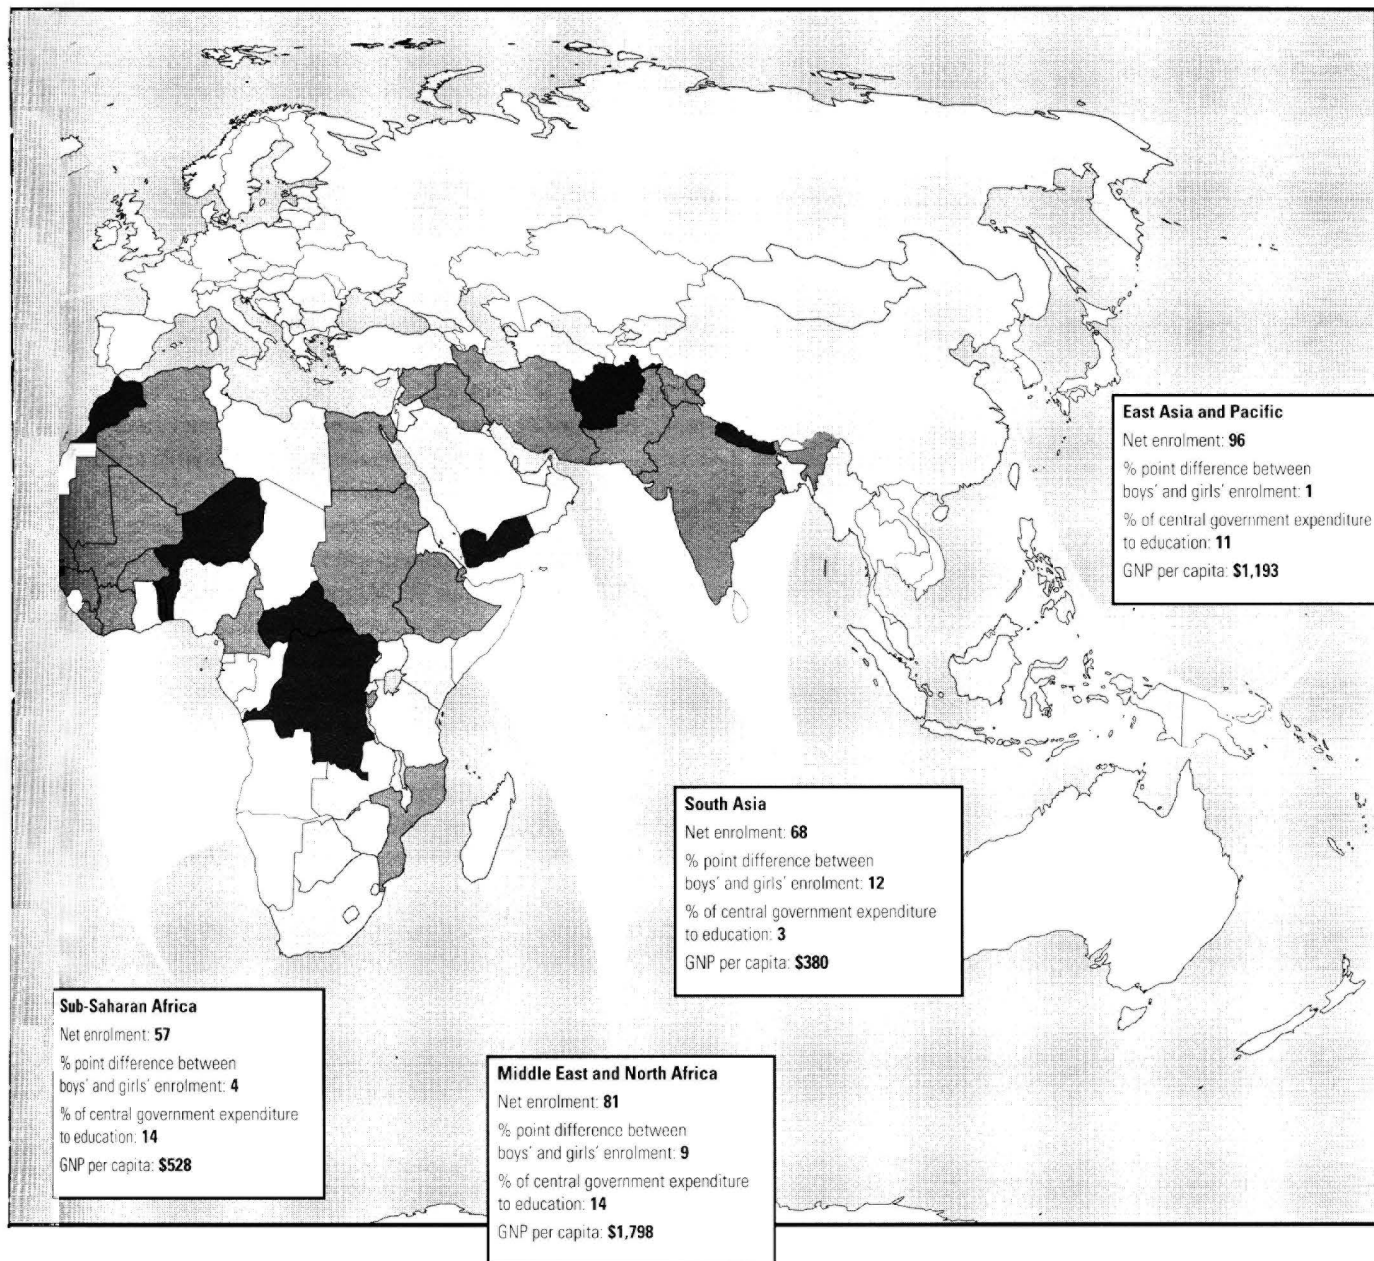 East Asia and Pacific
Net enrolment: 96
% point difference between
boys' and girls' enrolment: 1
% of central government expenditure
to education: 11
GNP per capita: $1,193
South Asia
Net enrolment: 68
% point difference between
boys' and girls' enrolment: 12
% of central government expenditure
to education: 3
GNP per capita: $380
Sub-Saharan Africa
Net enrolment: 57
% point difference between
boys' and girls' enrolment: 4
% of central government expenditure
to education: 14
GNP per capita: $528
Middle East and North Africa
Net enrolment: 81
% point difference between
boys' and girls' enrolment: 9
% of central government expenditure
to education: 14
GNP per capita: $1,798